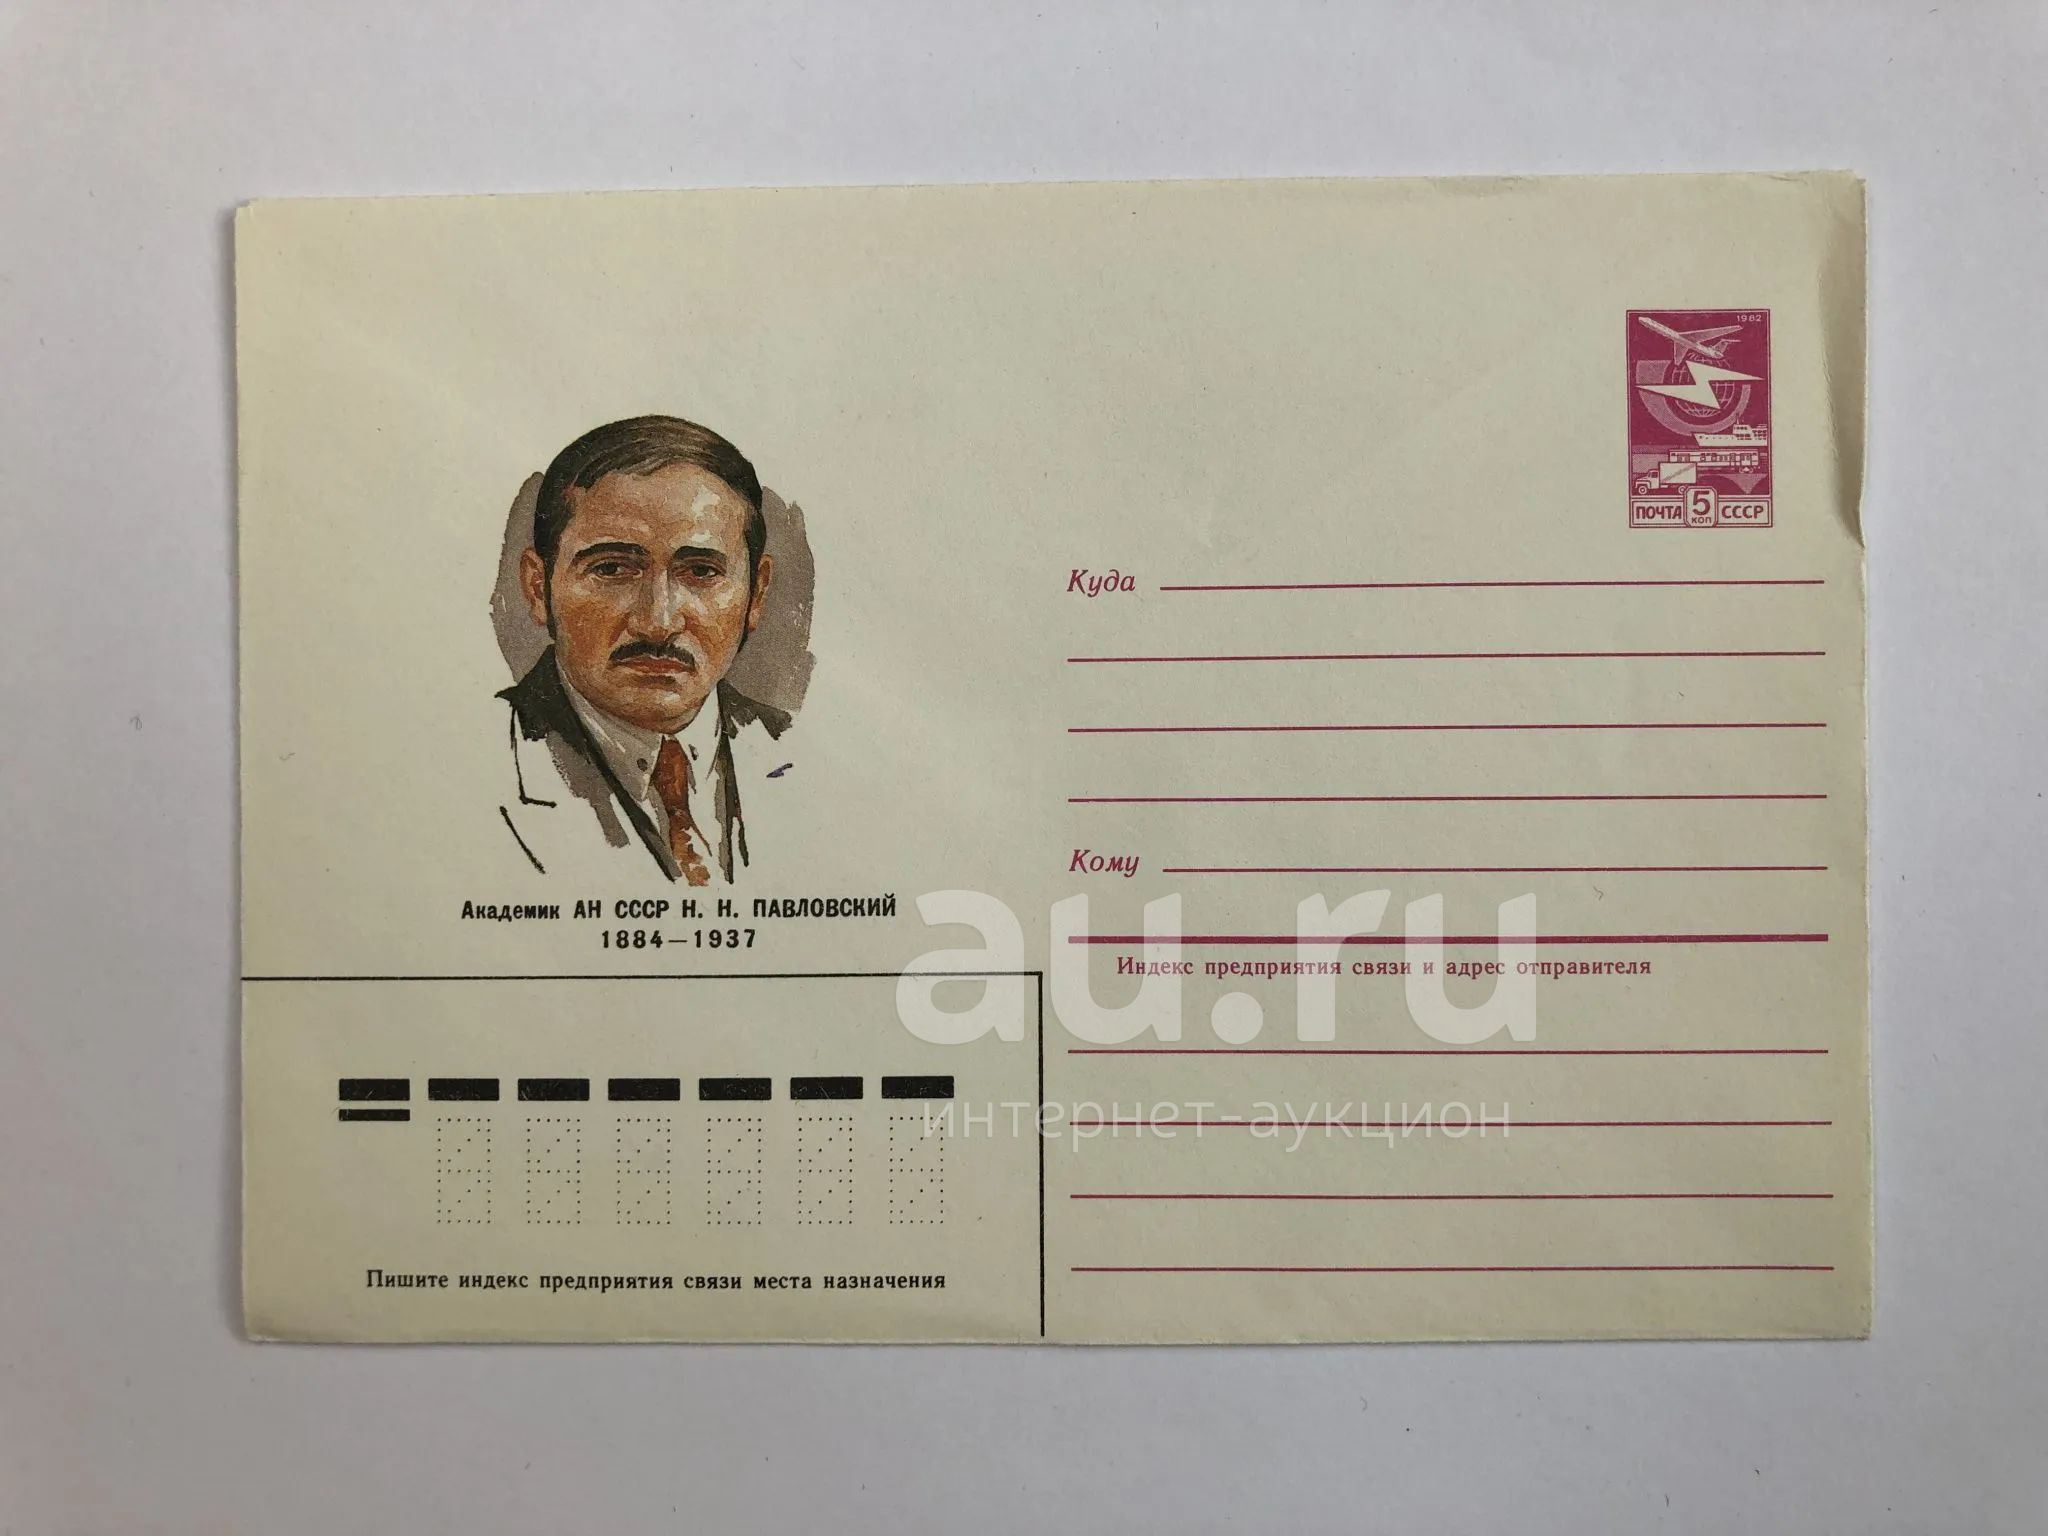 1982
ПОЧТА 5 КОП СССР
Куда
Кому
Академик АН СССР Н. Н. ПАВЛОВСКИЙ
1884—1937
au.ru
Индекс предприятия связи и адрес отправителя
интернет-аукцион
Пишите индекс предприятия связи места назначения